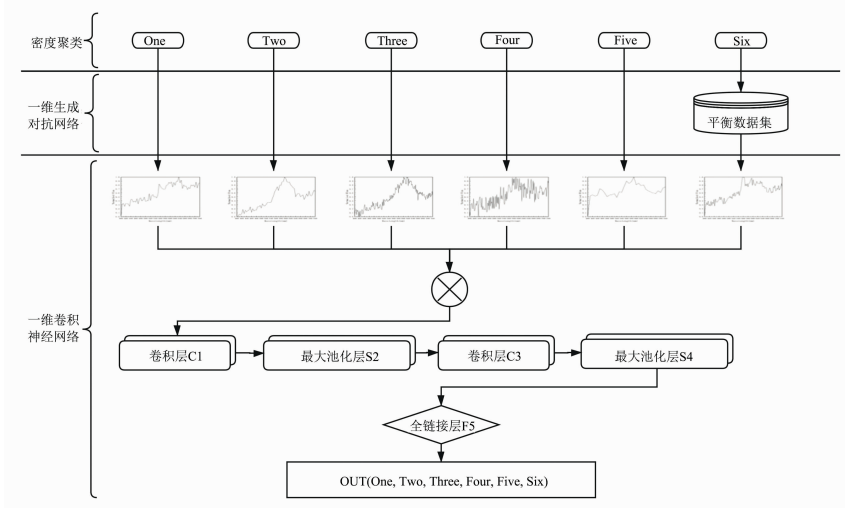 密度聚类
One
Two
Three
Four
Five
Six
一维生成
对抗网络
平衡数据集
一维卷积
神经网络
卷积层C1
最大池化层S2
卷积层C3
最大池化层S4
全链接层F5
OUT(One, Two, Three, Four, Five, Six)